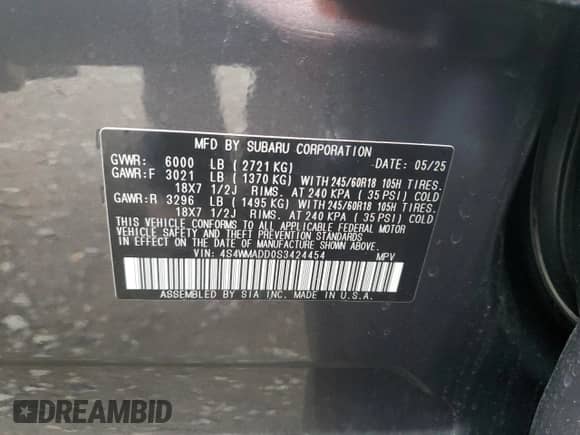 MFD BY SUBARU CORPORATION
GVWR: 6000 LB ( 2721 KG) DATE: 05/25
GAWR:F 3021 LB ( 1370 KG) WITH 245/60R18 105H TIRES.
18X7 1/2J RIMS. AT 240 KPA ( 35 PSI) COLD
GAWR:R 3296 LB ( 1495 KG) WITH 245/60R18 105H TIRES.
18X7 1/2J RIMS. AT 240 KPA ( 35 PSI) COLD
THIS VEHICLE CONFORMS TO ALL APPLICABLE FEDERAL MOTOR
VEHICLE SAFETY AND THEFT PREVENTION STANDARDS
IN EFFECT ON THE DATE OF MANUFACTURE SHOWN ABOVE.
VIN: 4S4WMADD0S3424454 MPV
ASSEMBLED BY SIA INC. MADE IN U.S.A.
DREAMBID